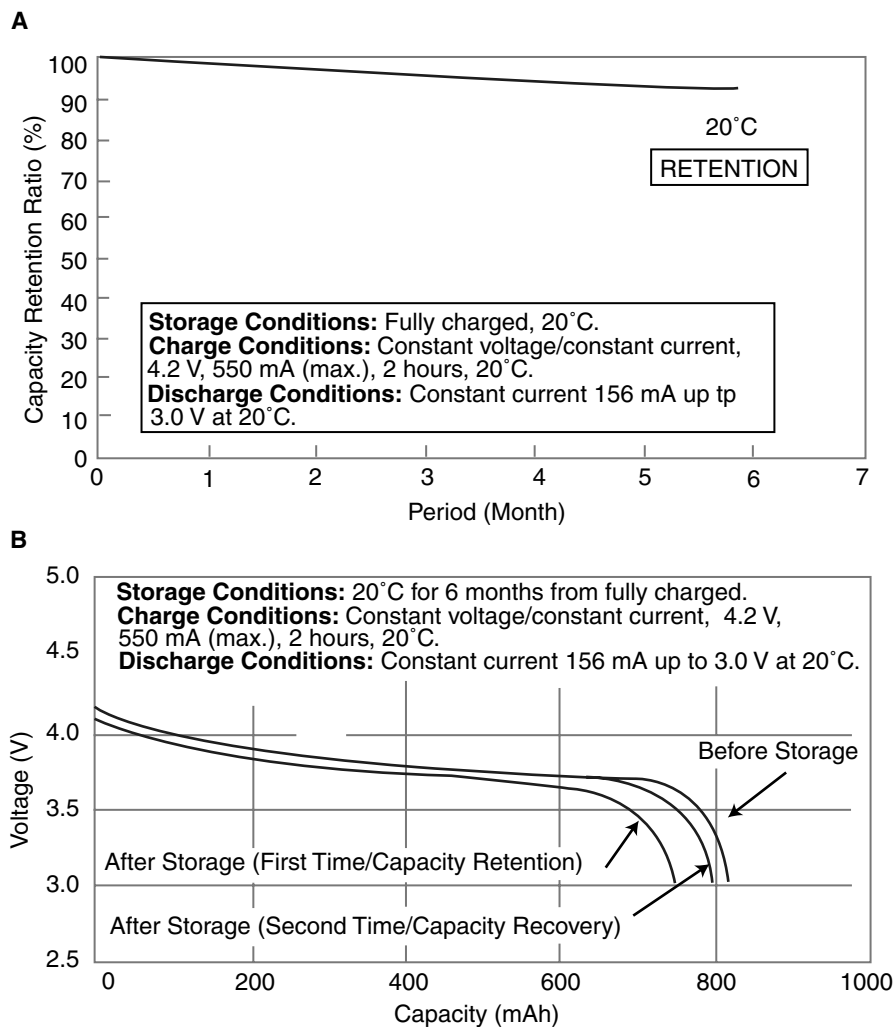 A
Capacity Retention Ratio (%)
100
90
80
70
60
50
40
30
20
10
0
20˚C
RETENTION
Storage Conditions: Fully charged, 20˚C.
Charge Conditions: Constant voltage/constant current,
4.2 V, 550 mA (max.), 2 hours, 20˚C.
Discharge Conditions: Constant current 156 mA up tp
3.0 V at 20˚C.
0 1 2 3 4 5 6 7
Period (Month)
B
Voltage (V)
5.0
4.5
4.0
3.5
3.0
2.5
Storage Conditions: 20˚C for 6 months from fully charged.
Charge Conditions: Constant voltage/constant current, 4.2 V,
550 mA (max.), 2 hours, 20˚C.
Discharge Conditions: Constant current 156 mA up to 3.0 V at 20˚C.
Before Storage
After Storage (First Time/Capacity Retention)
After Storage (Second Time/Capacity Recovery)
0 200 400 600 800 1000
Capacity (mAh)